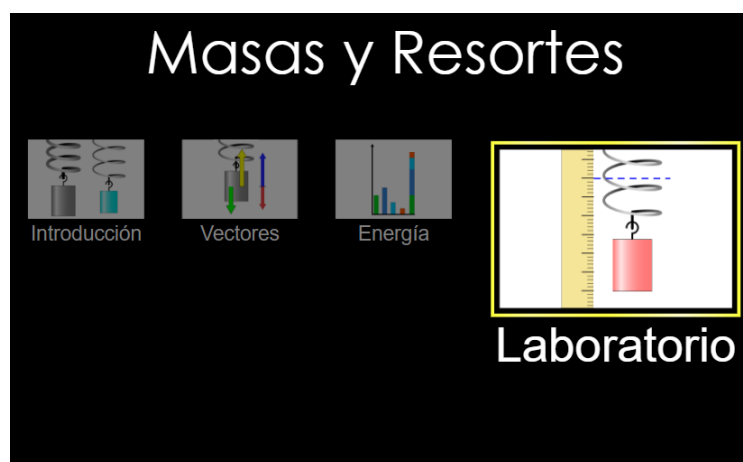 Masas y Resortes
Introducción
Vectores
Energía
Laboratorio